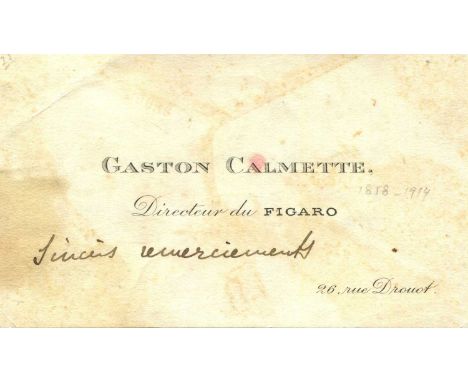 GASTON CALMETTE.
1858-1914
Directeur du FIGARO
Sincères remerciements
26, rue Drouot.